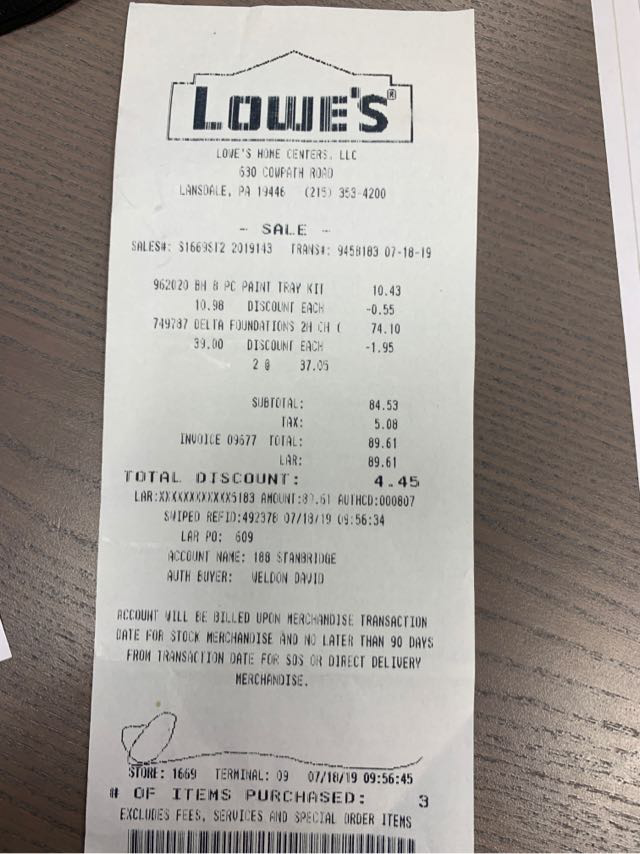 LOWE'S®
LOWE'S HOME CENTERS, LLC
630 COWPATH ROAD
LANSDALE, PA 19446 (215) 353-4200
- SALE -
SALES#: S1669ST2 2019143 TRANS#: 9458183 07-18-19
962020 BH 8 PC PAINT TRAY KIT 10.43
10.98 DISCOUNT EACH -0.55
749787 DELTA FOUNDATIONS 2H CH ( 74.10
39.00 DISCOUNT EACH -1.95
2 @ 37.05
SUBTOTAL: 84.53
TAX: 5.08
INVOICE 09677 TOTAL: 89.61
LAR: 89.61
TOTAL DISCOUNT: 4.45
LAR:XXXXXXXXXXXX5183 AMOUNT:89.61 AUTHCD:000807
SWIPED REFID:492378 07/18/19 09:56:34
LAR PO: 609
ACCOUNT NAME: 188 STANBRIDGE
AUTH BUYER: WELDON DAVID
ACCOUNT WILL BE BILLED UPON MERCHANDISE TRANSACTION
DATE FOR STOCK MERCHANDISE AND NO LATER THAN 90 DAYS
FROM TRANSACTION DATE FOR SOS OR DIRECT DELIVERY
MERCHANDISE.
STORE: 1669 TERMINAL: 09 07/18/19 09:56:45
# OF ITEMS PURCHASED: 3
EXCLUDES FEES, SERVICES AND SPECIAL ORDER ITEMS